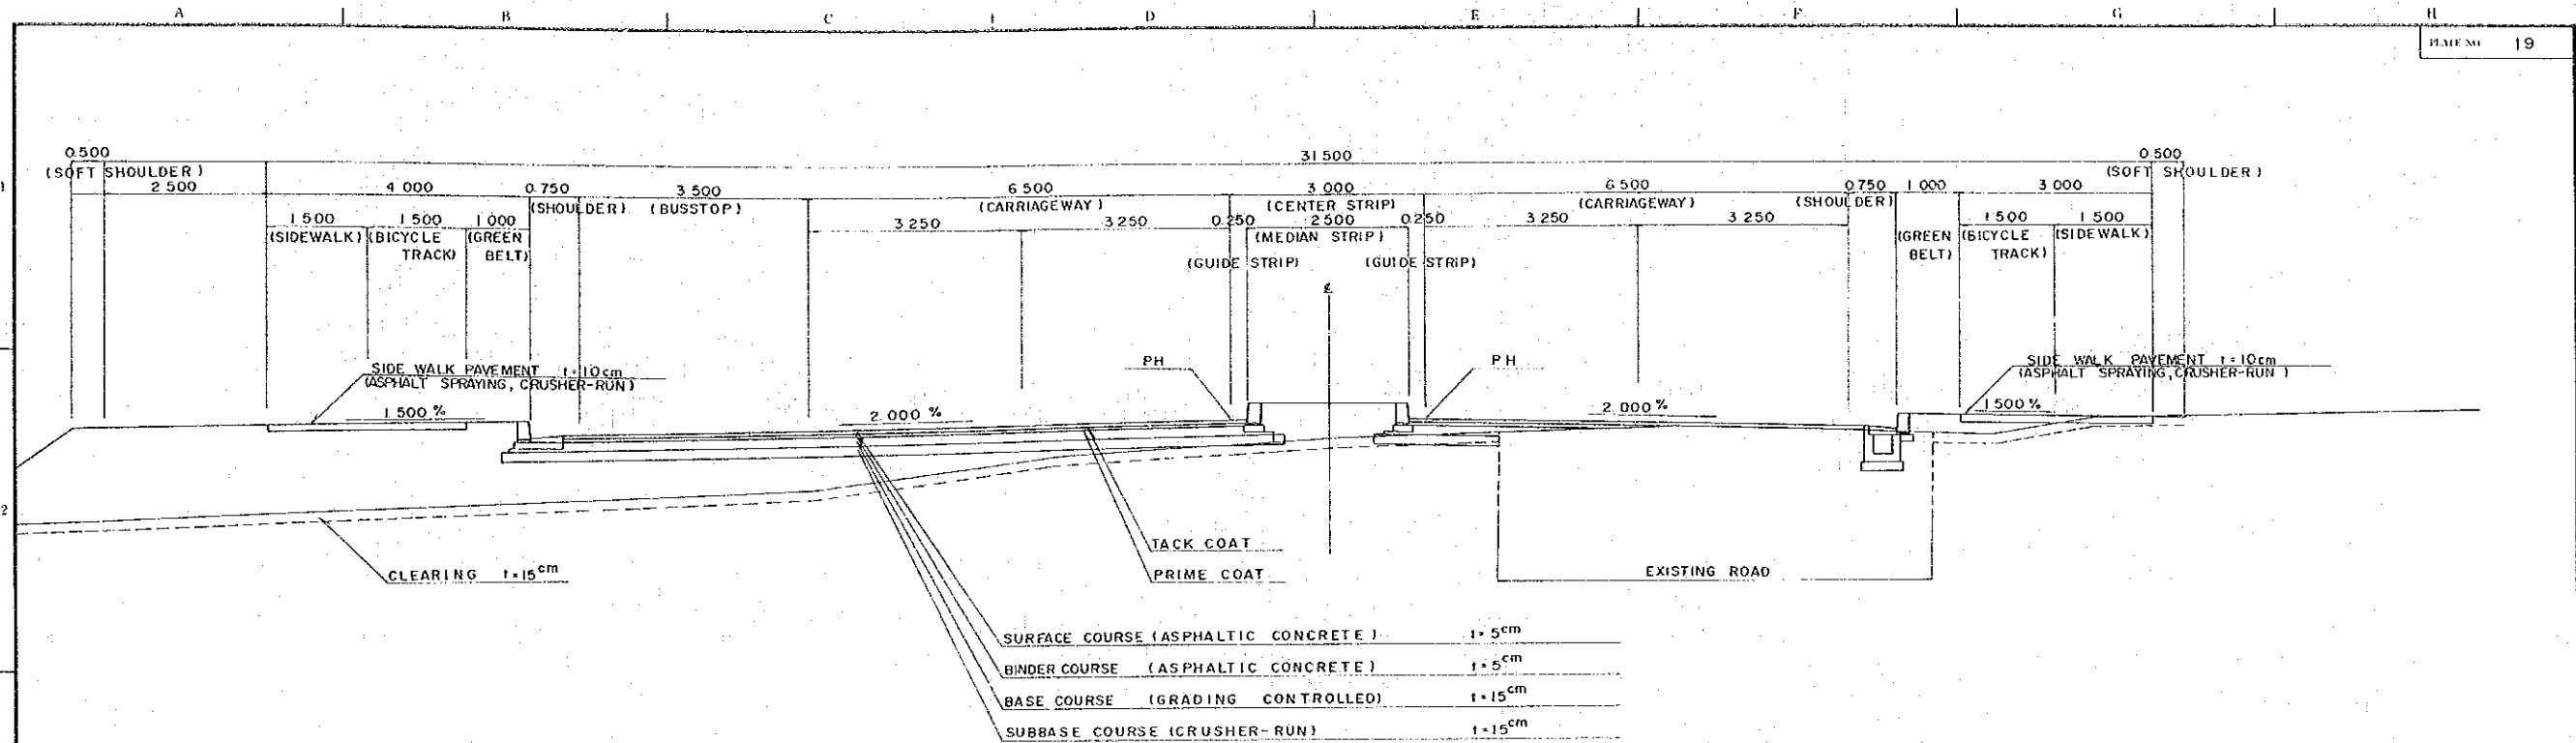 A B C D E F G H
PLATE NO 19
0.500 31 500 0.500
(SOFT SHOULDER) (SOFT SHOULDER)
2 500 4 000 0.750 3.500 6 500 3 000 6 500 0.750 1 000 3 000
(SHOULDER) (BUSSTOP) (CARRIAGEWAY) (CENTER STRIP) (CARRIAGEWAY) (SHOULDER)
1 500 1 500 1 000 3 250 3 250 0.250 2 500 0.250 3 250 3 250 1 500 1 500
(SIDEWALK) (BICYCLE TRACK) (GREEN BELT) (MEDIAN STRIP) (GREEN BELT) (BICYCLE TRACK) (SIDEWALK)
(GUIDE STRIP) (GUIDE STRIP)
℄
SIDE WALK PAVEMENT t=10cm
(ASPHALT SPRAYING, CRUSHER-RUN)
PH
PH
SIDE WALK PAVEMENT t=10cm
(ASPHALT SPRAYING, CRUSHER-RUN)
1 500 %
2.000 %
2.000 %
1 500 %
1
2
TACK COAT
CLEARING t=15cm
PRIME COAT
EXISTING ROAD
SURFACE COURSE (ASPHALTIC CONCRETE) t=5cm
BINDER COURSE (ASPHALTIC CONCRETE) t=5cm
BASE COURSE (GRADING CONTROLLED) t=15cm
SUBBASE COURSE (CRUSHER-RUN) t=15cm